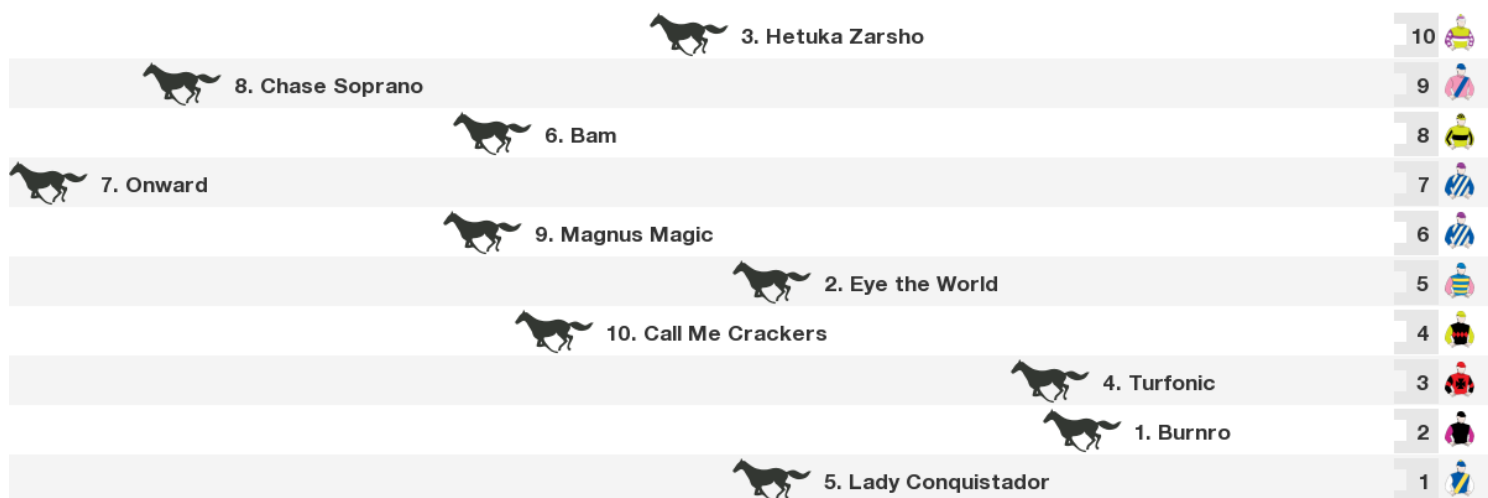 3. Hetuka Zarsho 10
8. Chase Soprano 9
6. Bam 8
7. Onward 7
9. Magnus Magic 6
2. Eye the World 5
10. Call Me Crackers 4
4. Turfonic 3
1. Burnro 2
5. Lady Conquistador 1